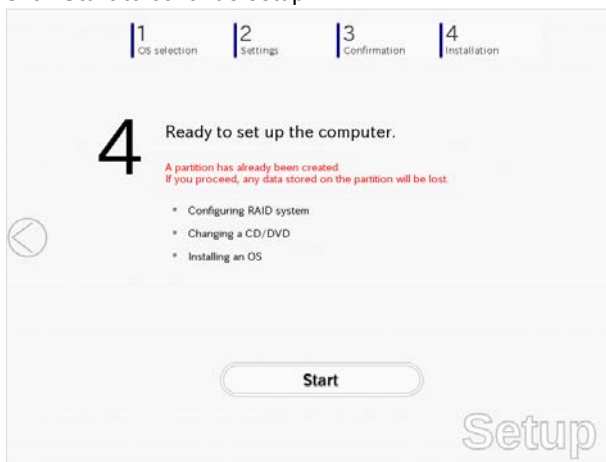 1
OS selection
2
Settings
3
Confirmation
4
Installation
4
Ready to set up the computer.
A partition has already been created.
If you proceed, any data stored on the partition will be lost.
Configuring RAID system
Changing a CD/DVD
Installing an OS
Start
Setup